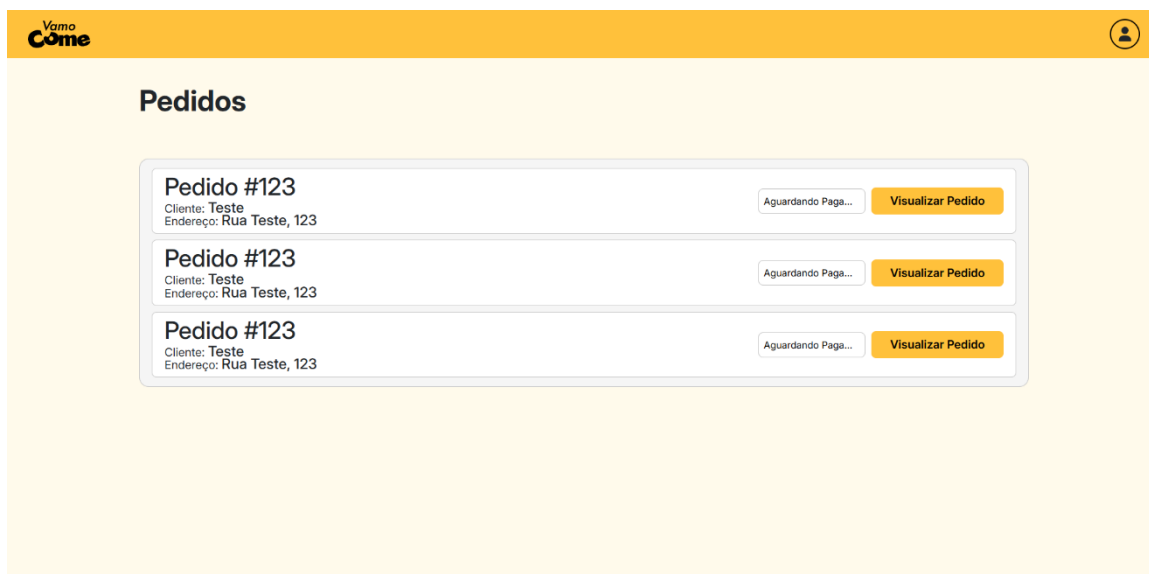 Vamo
Come
Pedidos
Pedido #123
Cliente: Teste
Endereço: Rua Teste, 123
Aguardando Paga...
Visualizar Pedido
Pedido #123
Cliente: Teste
Endereço: Rua Teste, 123
Aguardando Paga...
Visualizar Pedido
Pedido #123
Cliente: Teste
Endereço: Rua Teste, 123
Aguardando Paga...
Visualizar Pedido